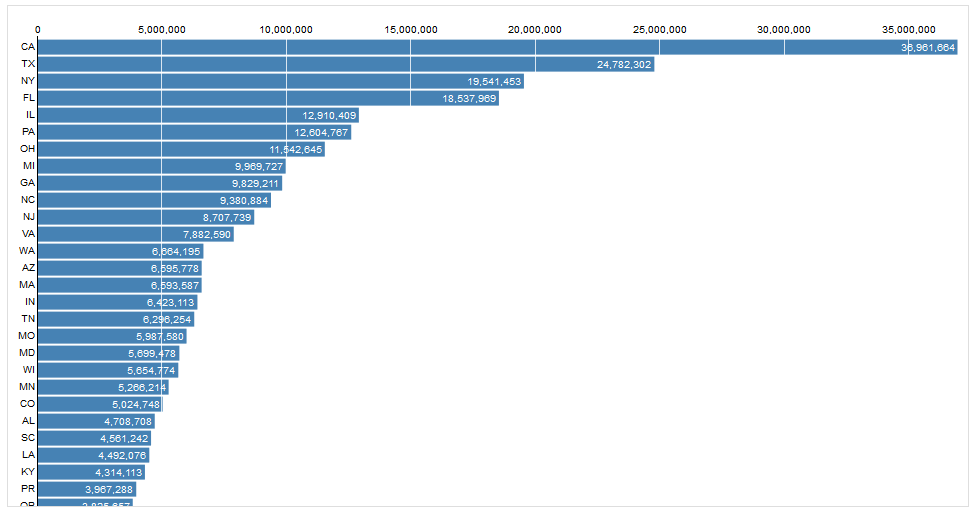 0 5,000,000 10,000,000 15,000,000 20,000,000 25,000,000 30,000,000 35,000,000
CA 36,961,664
TX 24,782,302
NY 19,541,453
FL 18,537,969
IL 12,910,409
PA 12,604,767
OH 11,542,645
MI 9,969,727
GA 9,829,211
NC 9,380,884
NJ 8,707,739
VA 7,882,590
WA 6,664,195
AZ 6,595,778
MA 6,593,587
IN 6,423,113
TN 6,296,254
MO 5,987,580
MD 5,699,478
WI 5,654,774
MN 5,266,214
CO 5,024,748
AL 4,708,708
SC 4,561,242
LA 4,492,076
KY 4,314,113
PR 3,967,288
OR 3,825,657